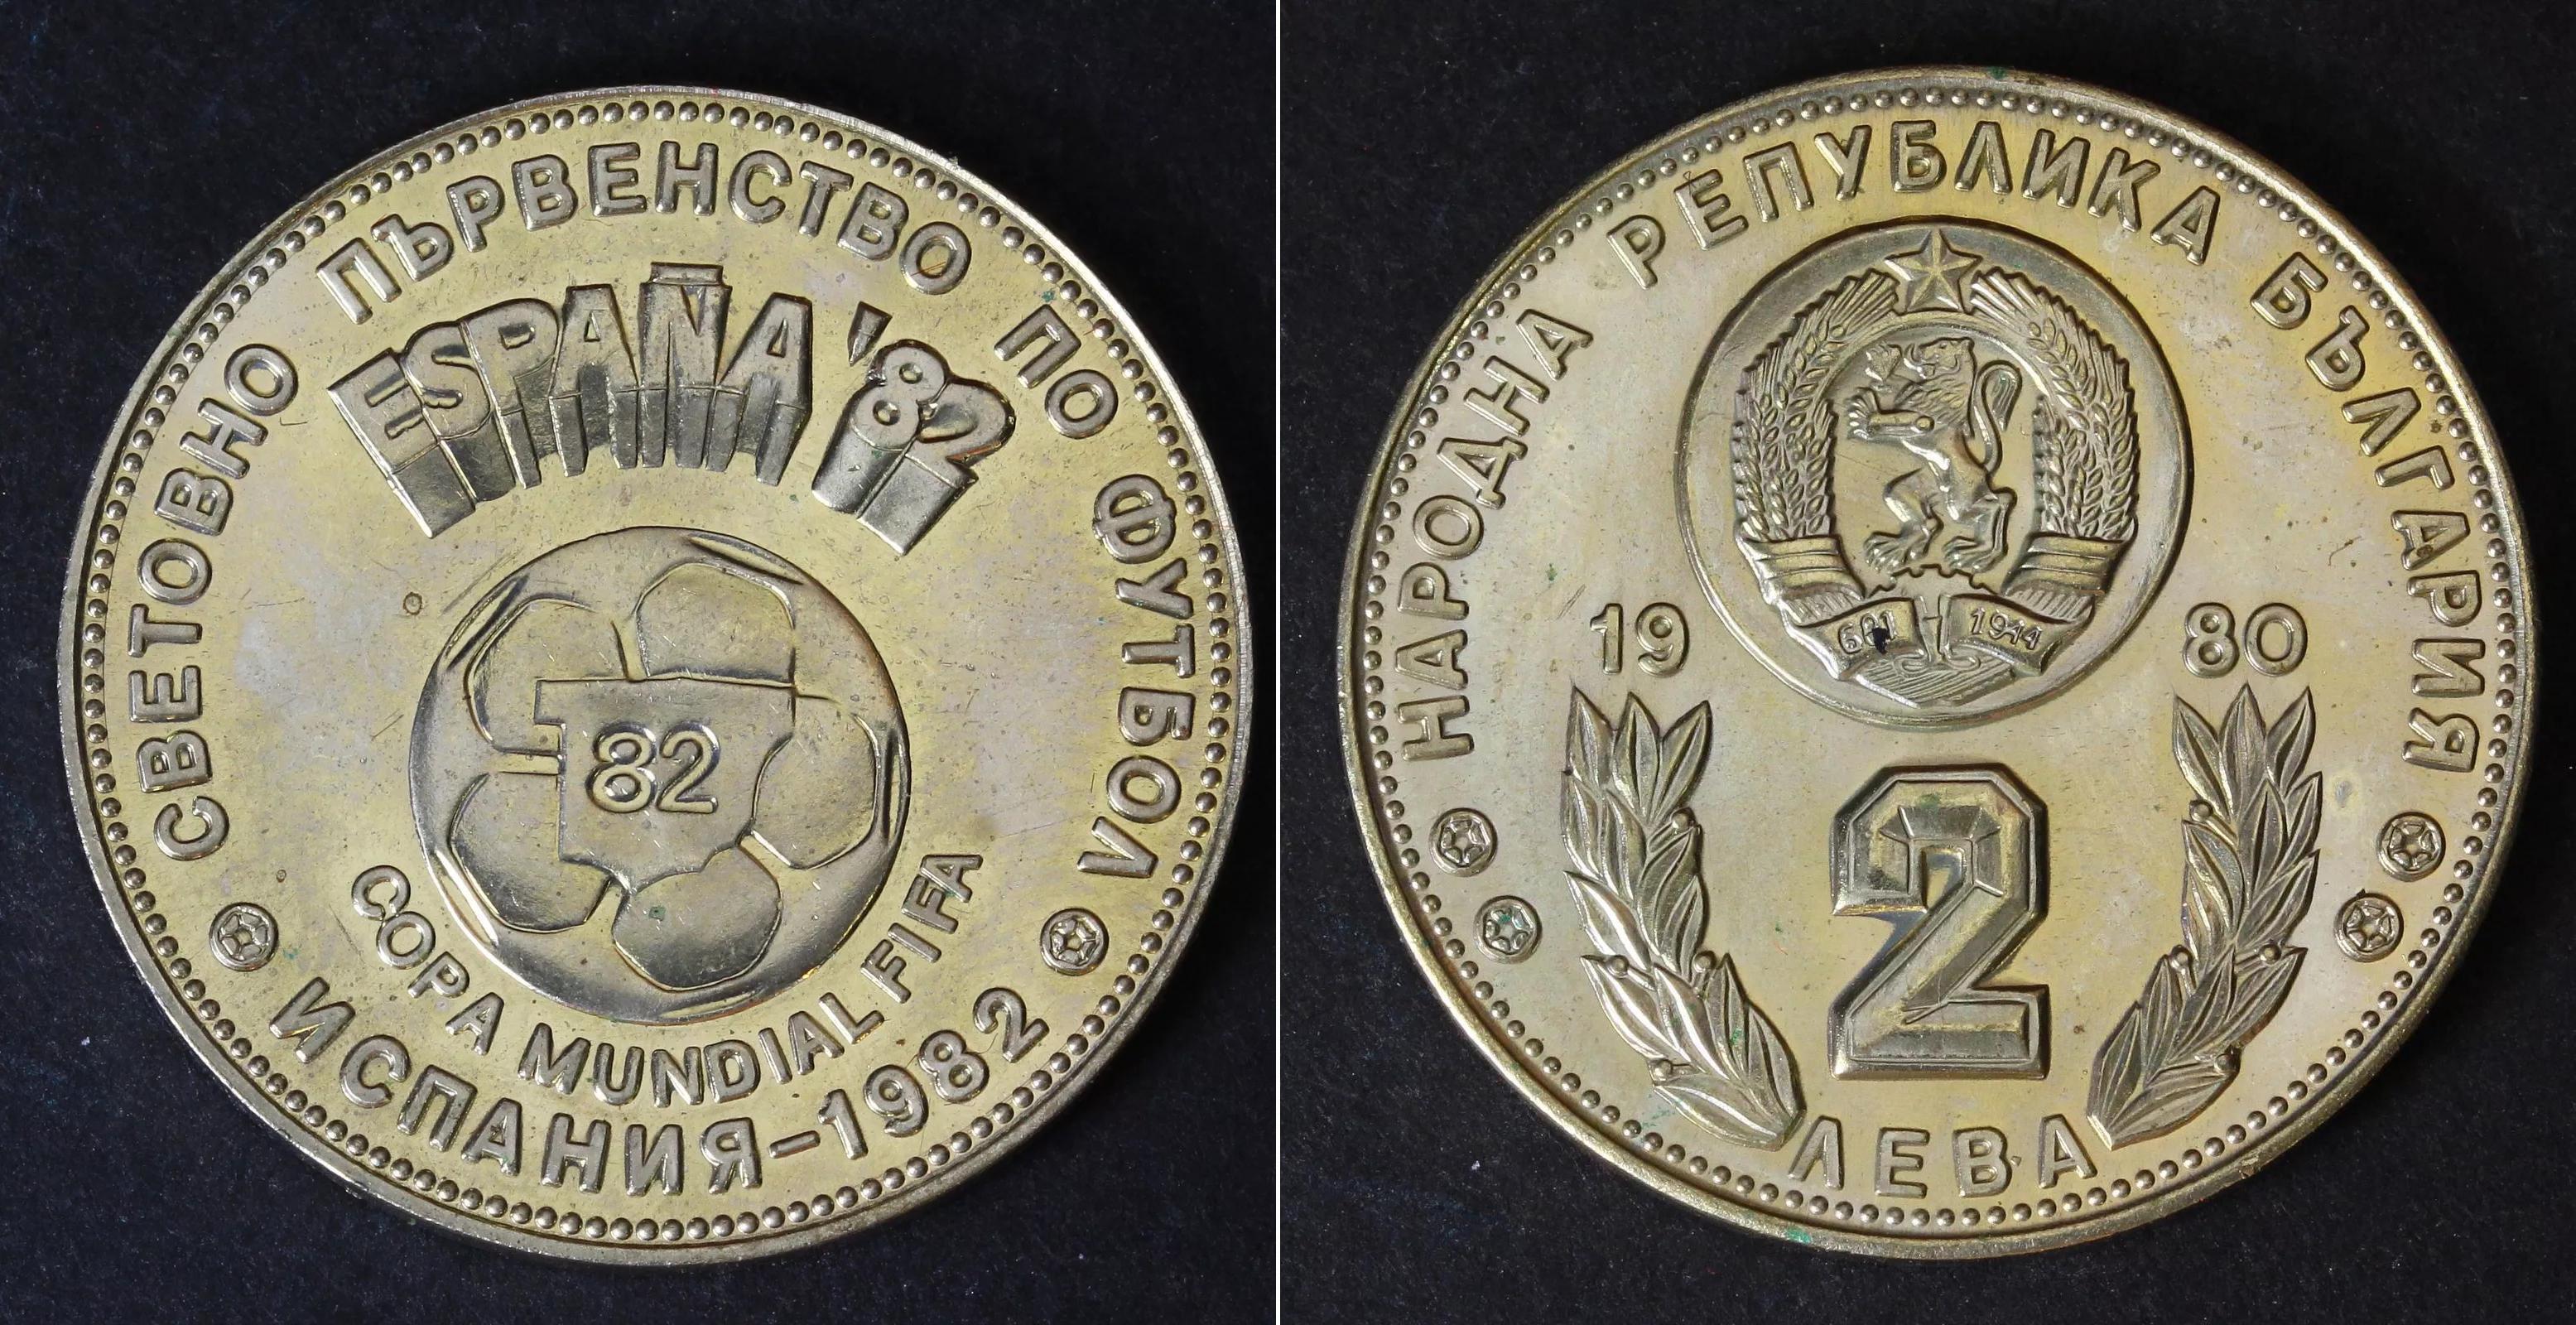 СВЕТОВНО ПЪРВЕНСТВО ПО ФУТБОЛ
ESPAÑA '82
82
COPA MUNDIAL FIFA
ИСПАНИЯ-1982
НАРОДНА РЕПУБЛИКА БЪЛГАРИЯ
681 1944
19 80
2
ЛЕВА